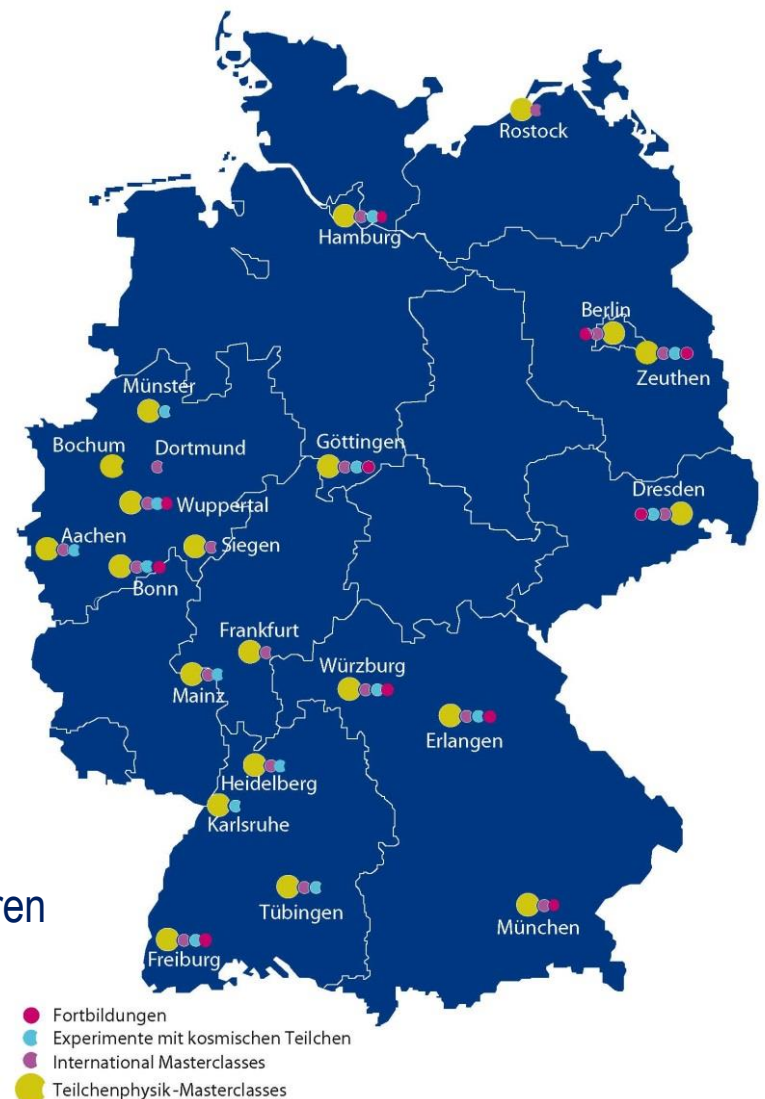 Rostock
Hamburg
Berlin
Zeuthen
Münster
Bochum
Dortmund
Göttingen
Wuppertal
Dresden
Aachen
Siegen
Bonn
Frankfurt
Würzburg
Mainz
Erlangen
Heidelberg
Karlsruhe
ren
Tübingen
München
Freiburg
Fortbildungen
Experimente mit kosmischen Teilchen
International Masterclasses
Teilchenphysik-Masterclasses